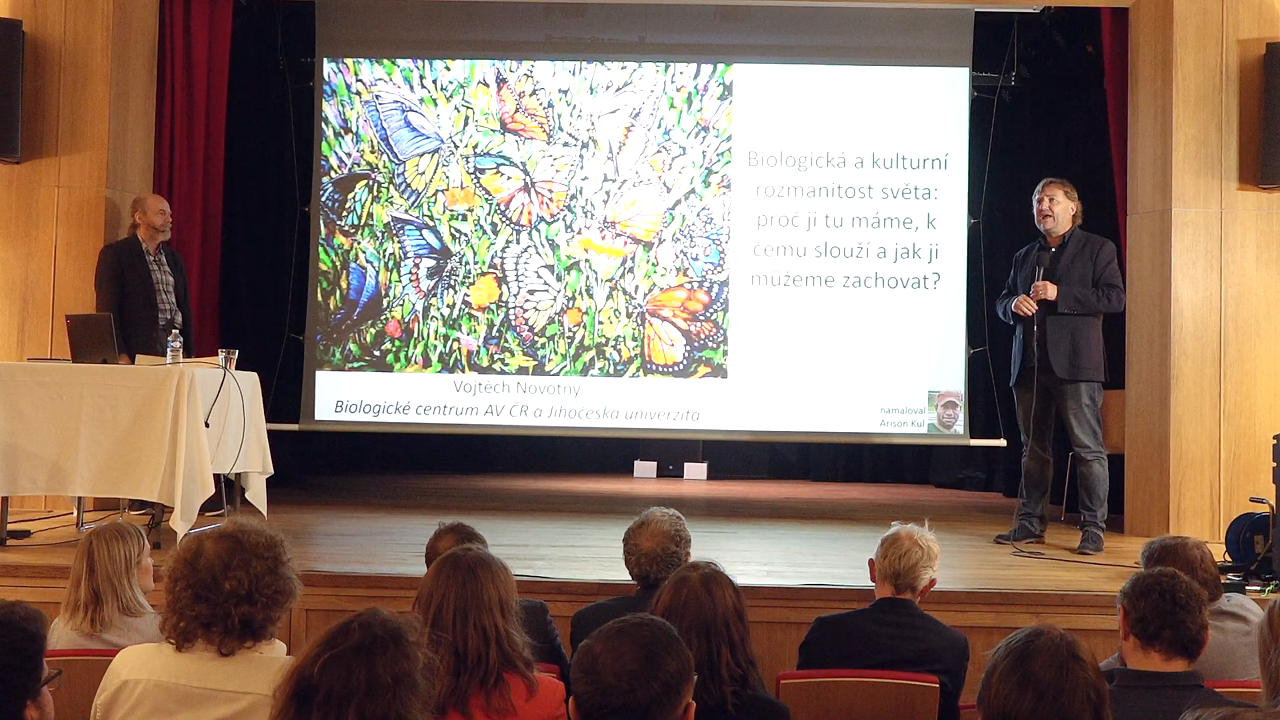 Biologická a kulturní
rozmanitost světa:
proč ji tu máme, k
čemu slouží a jak ji
můžeme zachovat?
Vojtěch Novotny
Biologické centrum AV ČR a Jihočeská univerzita
namaloval
Arison Kul